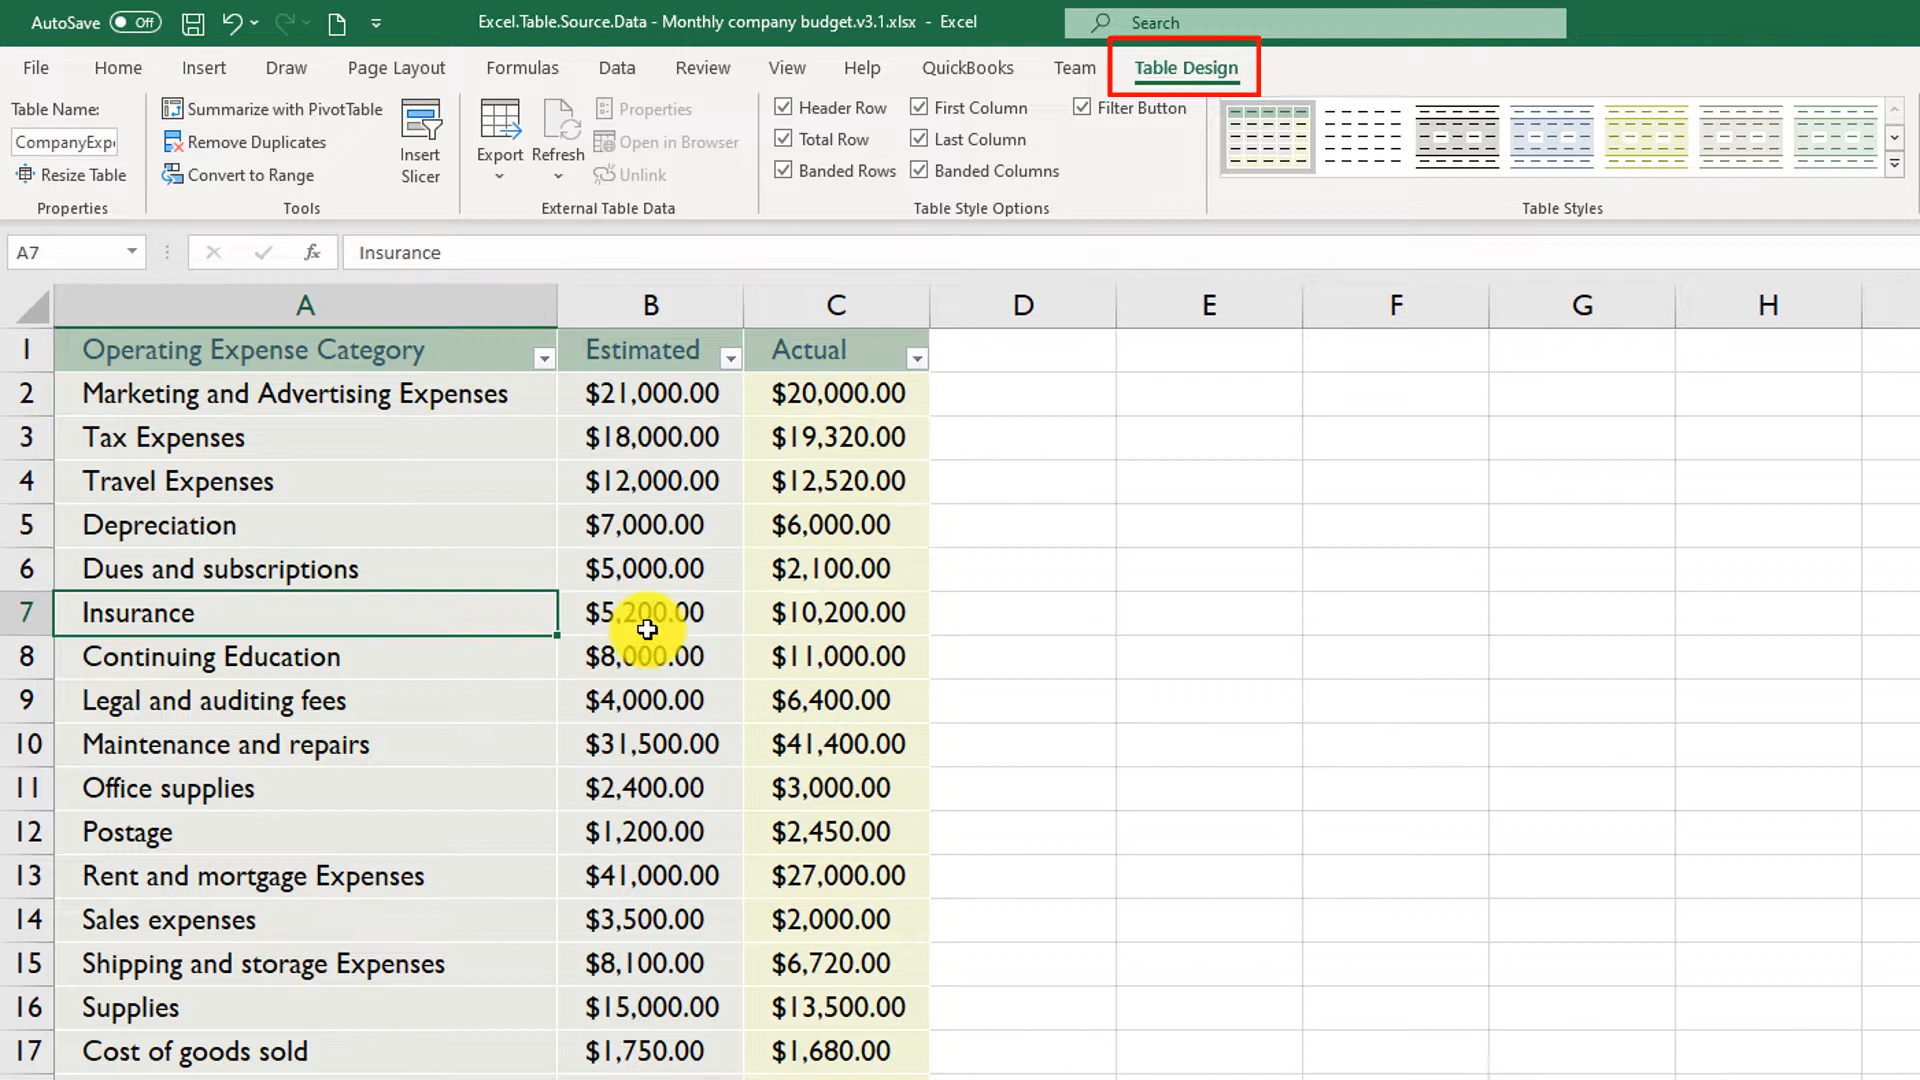 AutoSave Off Excel.Table.Source.Data - Monthly company budget.v3.1.xlsx - Excel Search
File Home Insert Draw Page Layout Formulas Data Review View Help QuickBooks Team Table Design
Table Name: Summarize with PivotTable Properties Header Row First Column Filter Button
CompanyExp Remove Duplicates Insert Slicer Export Refresh Open in Browser Total Row Last Column
Resize Table Convert to Range Unlink Banded Rows Banded Columns
Properties Tools External Table Data Table Style Options Table Styles
A7 fx Insurance
A B C D E F G H
1 Operating Expense Category Estimated Actual
2 Marketing and Advertising Expenses $21,000.00 $20,000.00
3 Tax Expenses $18,000.00 $19,320.00
4 Travel Expenses $12,000.00 $12,520.00
5 Depreciation $7,000.00 $6,000.00
6 Dues and subscriptions $5,000.00 $2,100.00
7 Insurance $5,200.00 $10,200.00
8 Continuing Education $8,000.00 $11,000.00
9 Legal and auditing fees $4,000.00 $6,400.00
10 Maintenance and repairs $31,500.00 $41,400.00
11 Office supplies $2,400.00 $3,000.00
12 Postage $1,200.00 $2,450.00
13 Rent and mortgage Expenses $41,000.00 $27,000.00
14 Sales expenses $3,500.00 $2,000.00
15 Shipping and storage Expenses $8,100.00 $6,720.00
16 Supplies $15,000.00 $13,500.00
17 Cost of goods sold $1,750.00 $1,680.00